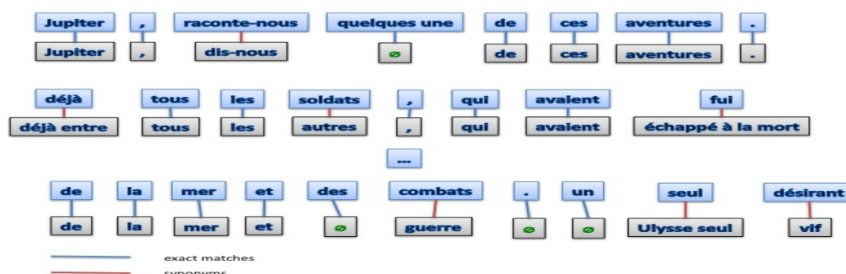 Jupiter , raconte-nous quelques une de ces aventures .
Jupiter , dis-nous ø de ces aventures .
déjà tous les soldats , qui avaient fui
déjà entre tous les autres , qui avaient échappé à la mort
...
de la mer et des combats . un seul désirant
de la mer et ø guerre ø ø Ulysse seul vif
exact matches
synonyms